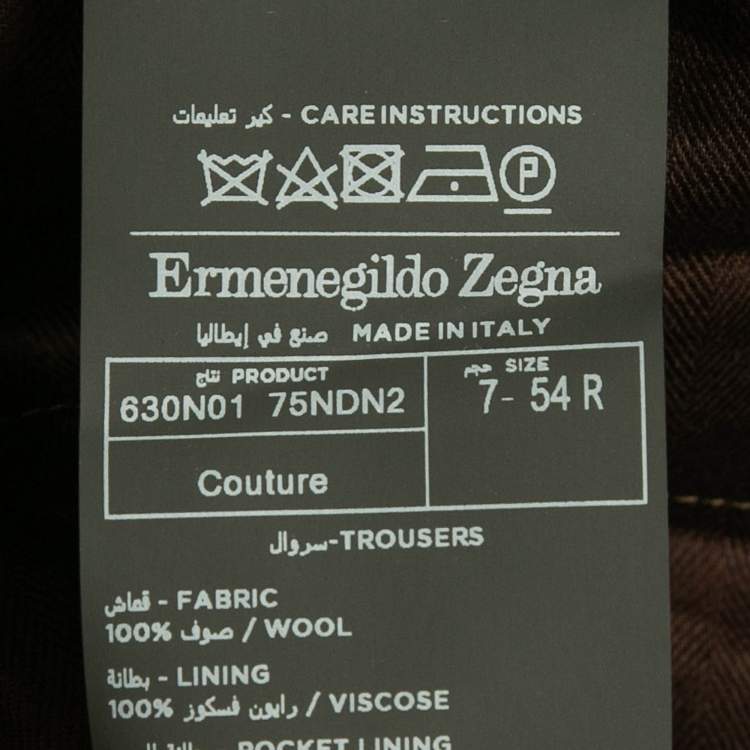 كير تعليمات - CARE INSTRUCTIONS
P
Ermenegildo Zegna
صنع في إيطاليا MADE IN ITALY
نتاج PRODUCT
630N01 75NDN2
حجم SIZE
7- 54 R
Couture
سروال-TROUSERS
قماش - FABRIC
100% صوف / WOOL
بطانة - LINING
100% رايون فسكوز / VISCOSE
POCKET LINING